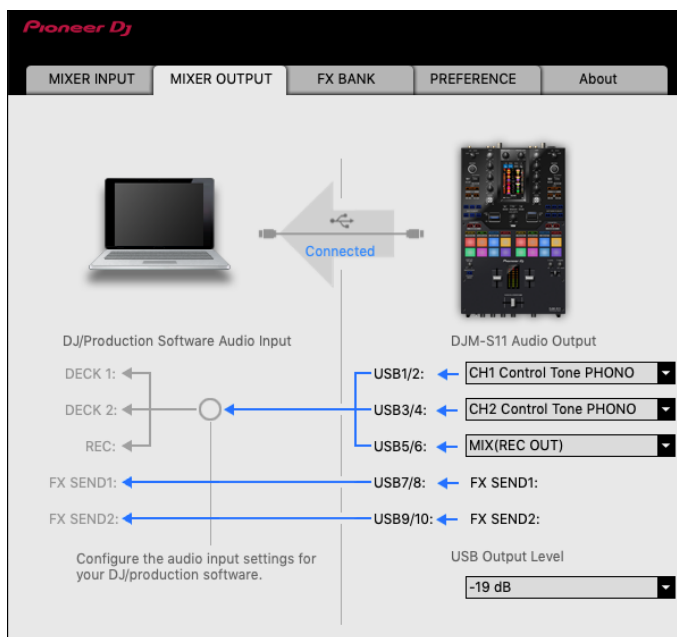 Pioneer Dj
MIXER INPUT MIXER OUTPUT FX BANK PREFERENCE About
Connected
DJ/Production Software Audio Input DJM-S11 Audio Output
DECK 1: USB1/2: CH1 Control Tone PHONO
DECK 2: USB3/4: CH2 Control Tone PHONO
REC: USB5/6: MIX(REC OUT)
FX SEND1: USB7/8: FX SEND1:
FX SEND2: USB9/10: FX SEND2:
Configure the audio input settings for
your DJ/production software.
USB Output Level
-19 dB